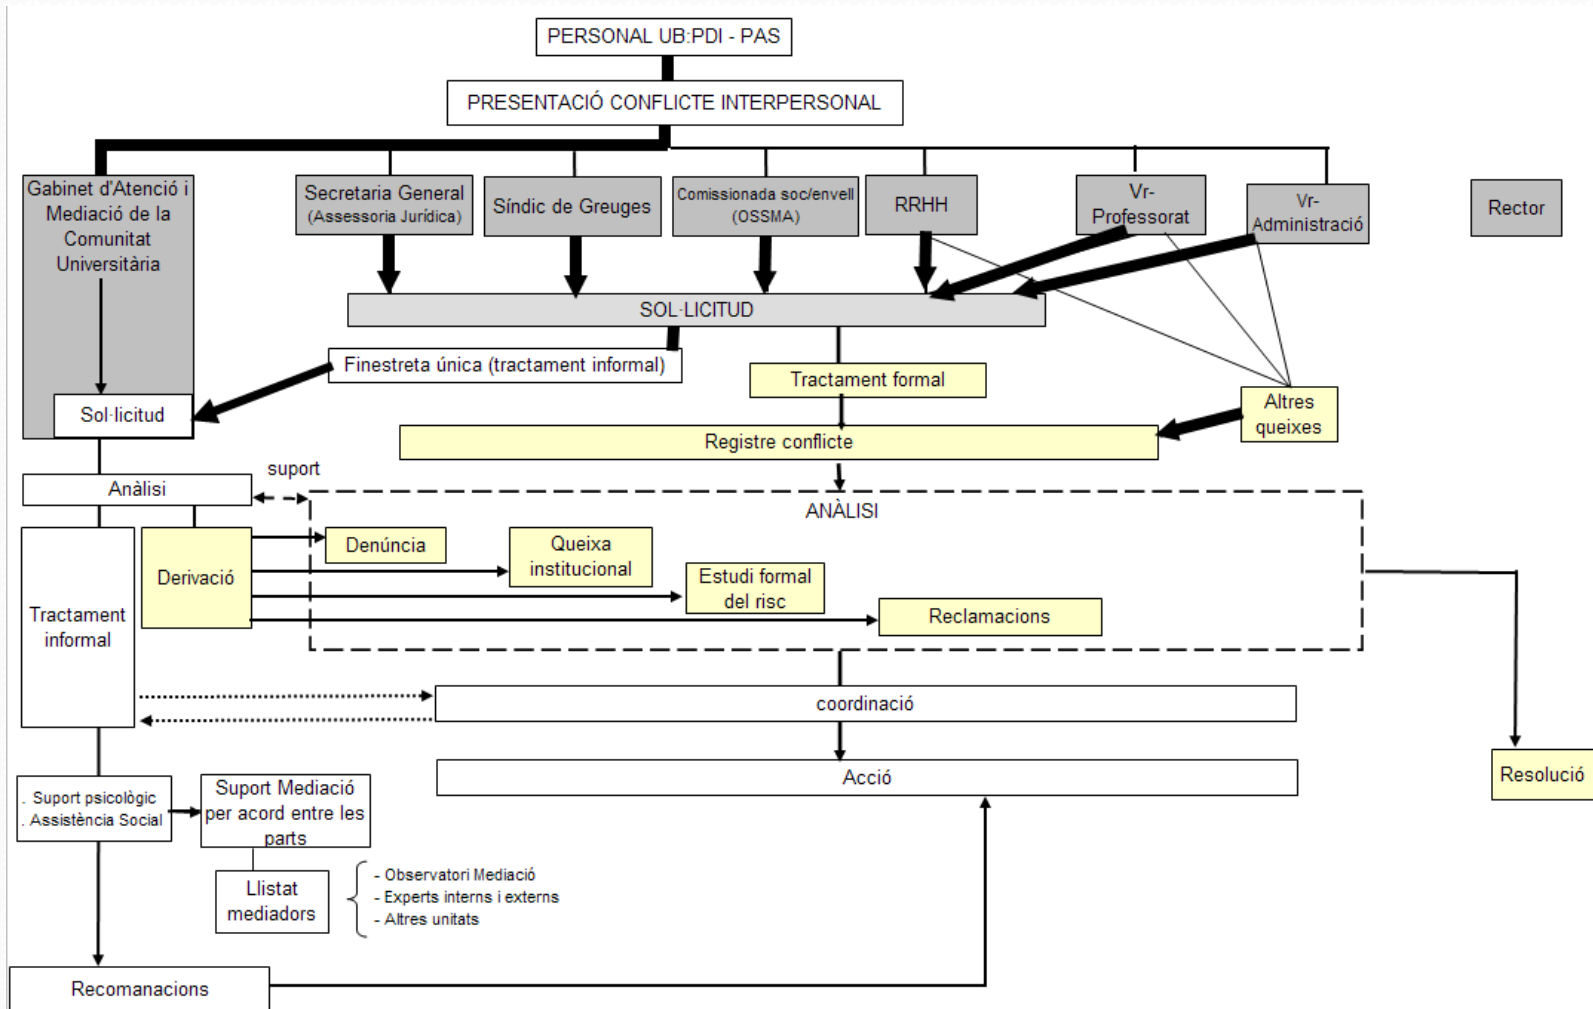 PERSONAL UB:PDI - PAS
PRESENTACIÓ CONFLICTE INTERPERSONAL
Gabinet d'Atenció i
Mediació de la
Comunitat
Universitària
Secretaria General
(Assessoria Jurídica)
Síndic de Greuges
Comissionada soc/envell
(OSSMA)
RRHH
Vr-
Professorat
Vr-
Administració
Rector
SOL·LICITUD
Finestreta única (tractament informal)
Tractament formal
Sol·licitud
Altres
queixes
Registre conflicte
suport
Anàlisi
ANÀLISI
Denúncia
Queixa
institucional
Derivació
Estudi formal
del risc
Reclamacions
Tractament
informal
coordinació
Acció
Resolució
. Suport psicològic
. Assistència Social
Suport Mediació
per acord entre les
parts
Llistat
mediadors
- Observatori Mediació
- Experts interns i externs
- Altres unitats
Recomanacions